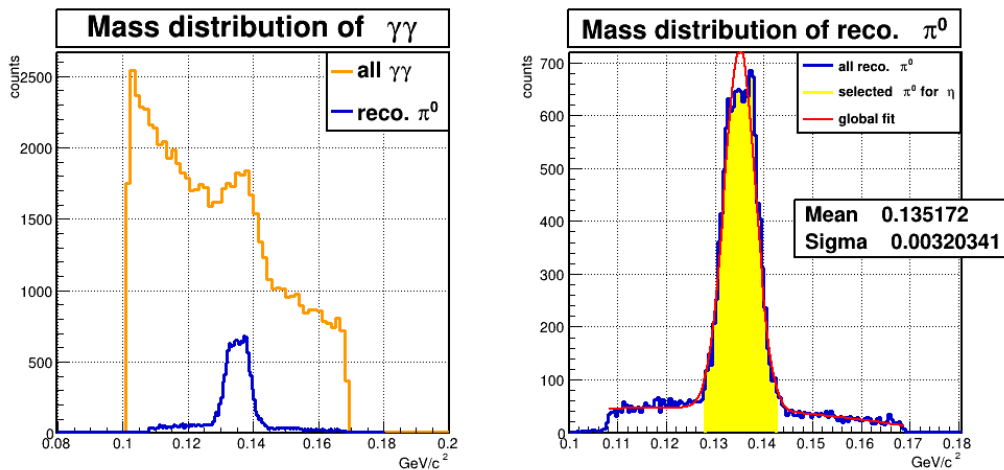 Mass distribution of γγ
counts
2500
2000
1500
1000
500
0
0.08 0.1 0.12 0.14 0.16 0.18 0.2
GeV/c²
all γγ
reco. π⁰
Mass distribution of reco. π⁰
counts
700
600
500
400
300
200
100
0
0.1 0.11 0.12 0.13 0.14 0.15 0.16 0.17 0.18
GeV/c²
all reco. π⁰
selected π⁰ for η
global fit
Mean 0.135172
Sigma 0.00320341